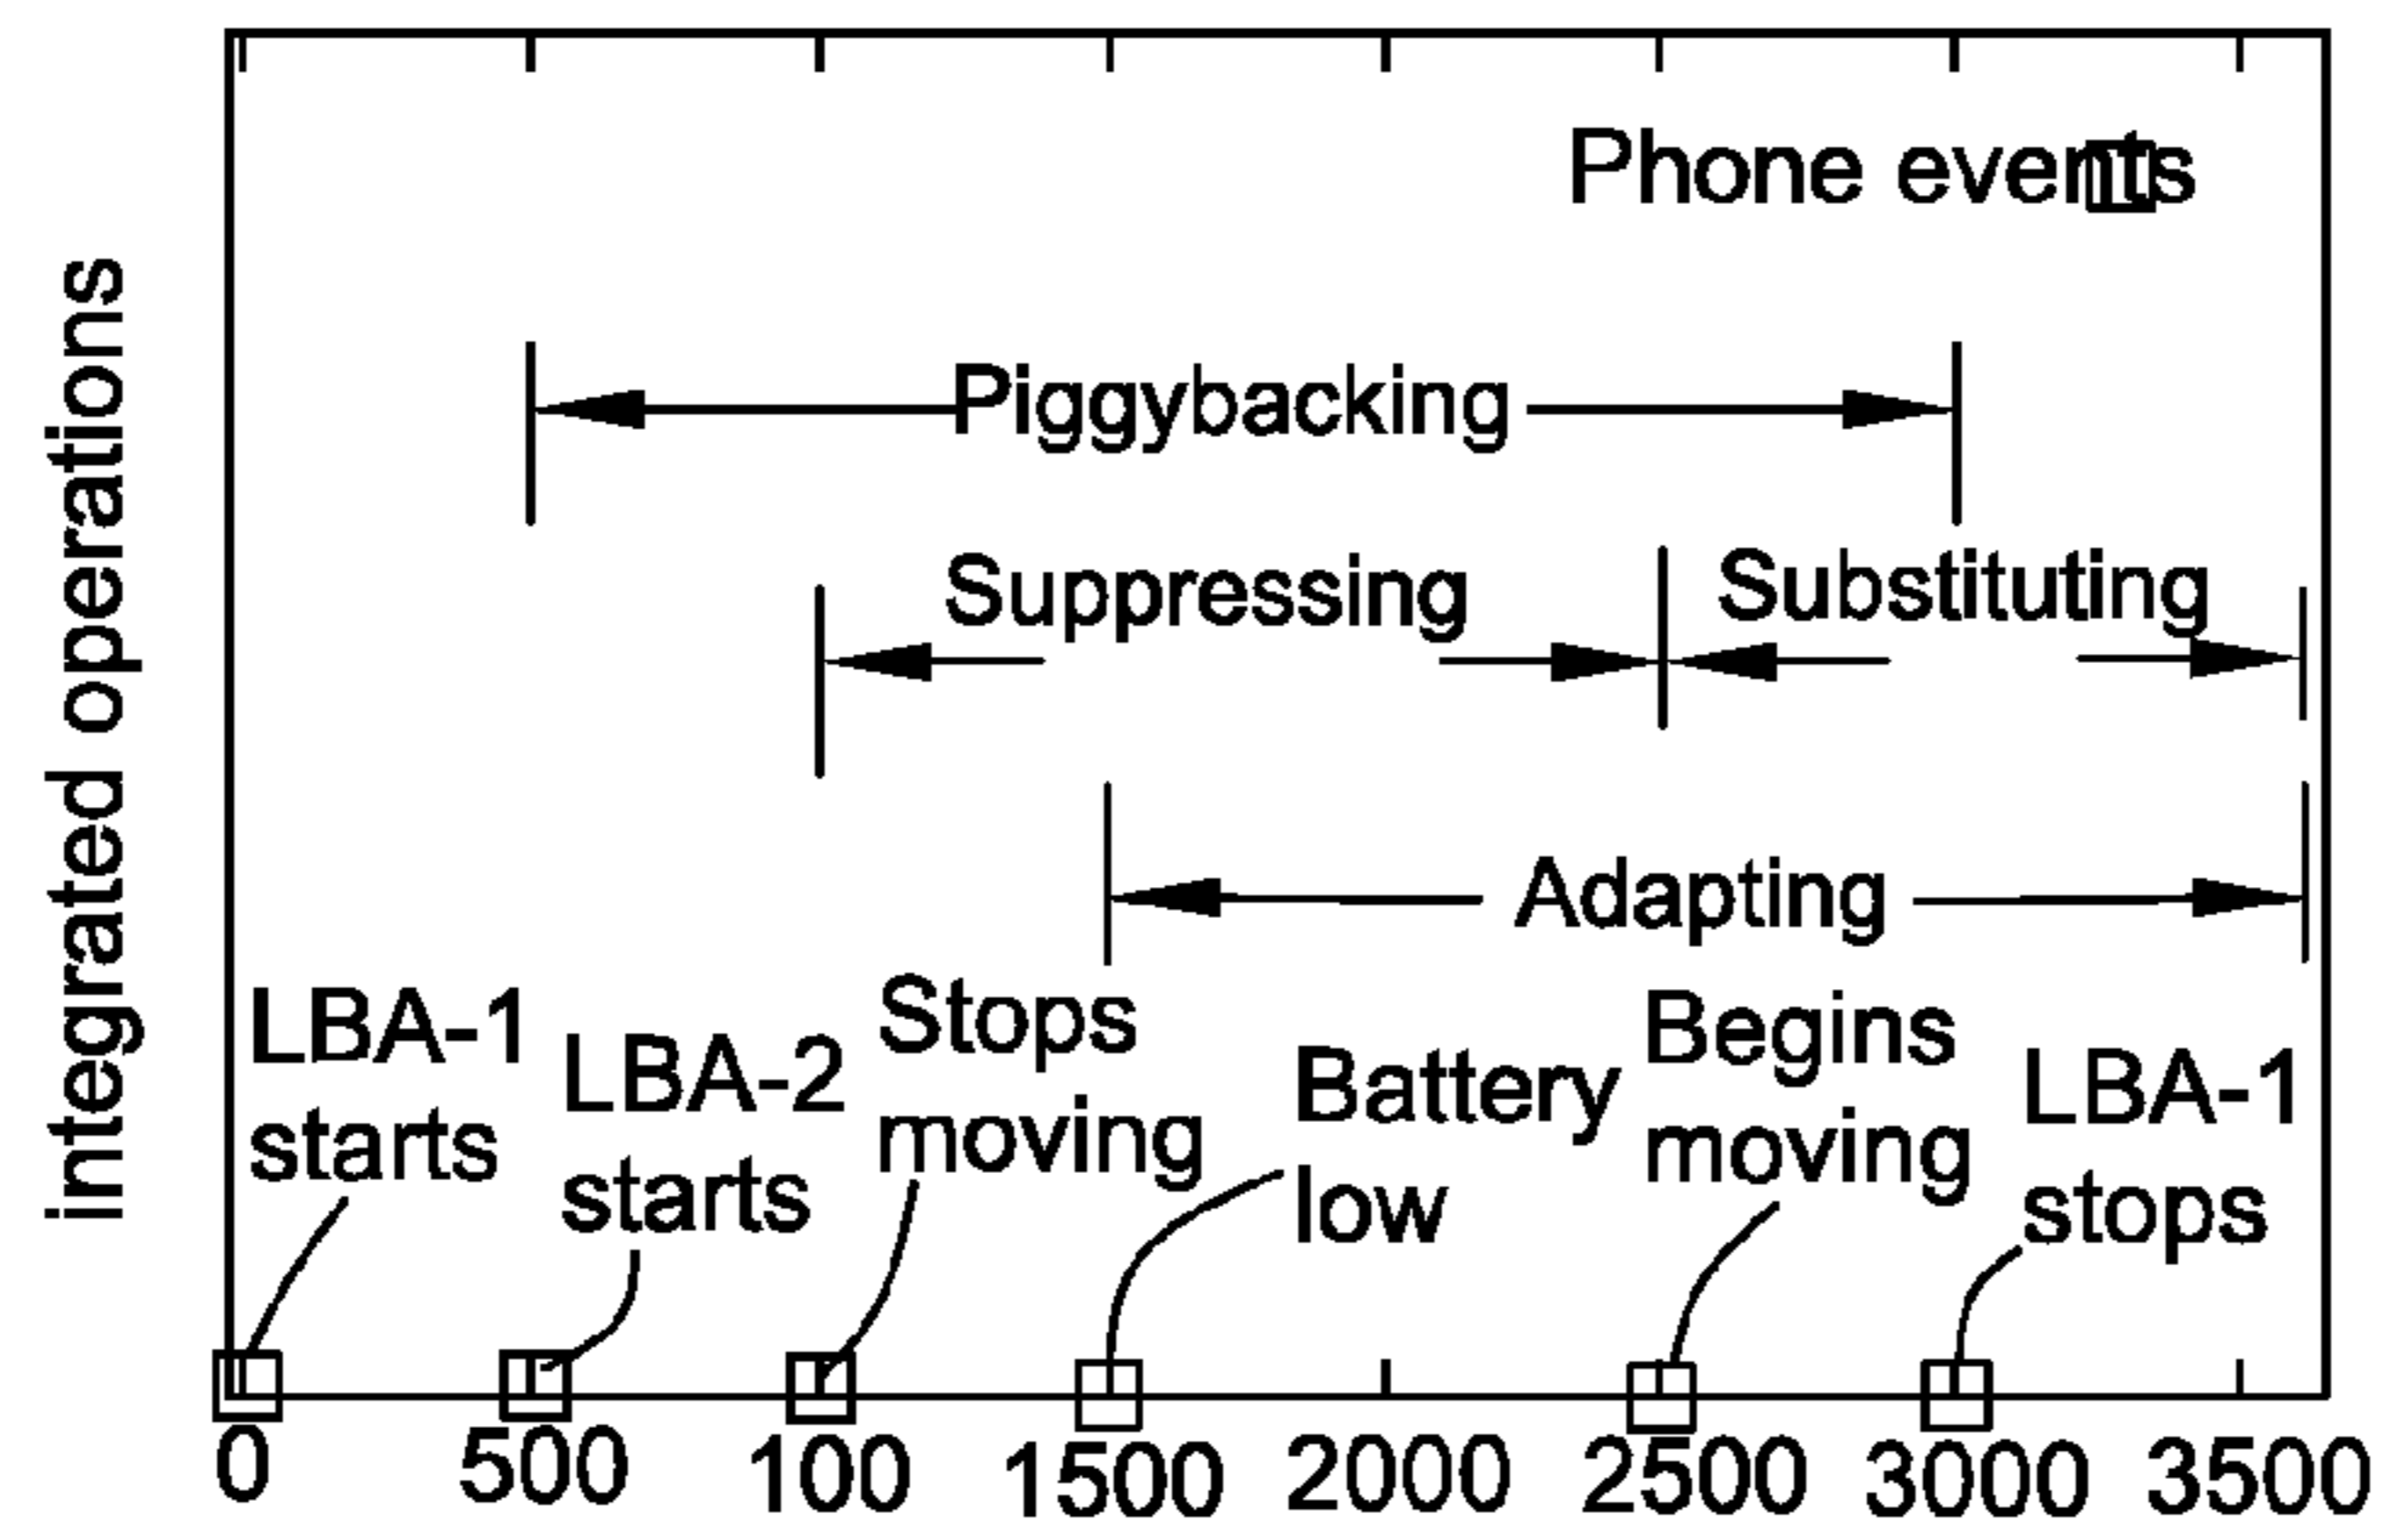 integrated operations
Phone events
Piggybacking
Suppressing
Substituting
Adapting
LBA-1
starts
LBA-2
starts
Stops
moving
Battery
low
Begins
moving
LBA-1
stops
0 500 100 1500 2000 2500 3000 3500